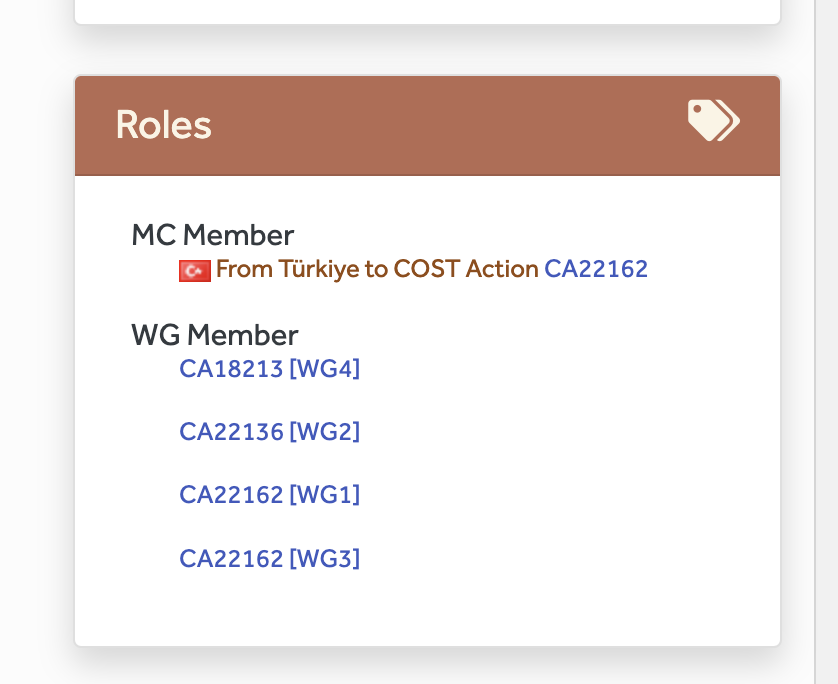 Roles
MC Member
From Türkiye to COST Action CA22162
WG Member
CA18213 [WG4]
CA22136 [WG2]
CA22162 [WG1]
CA22162 [WG3]